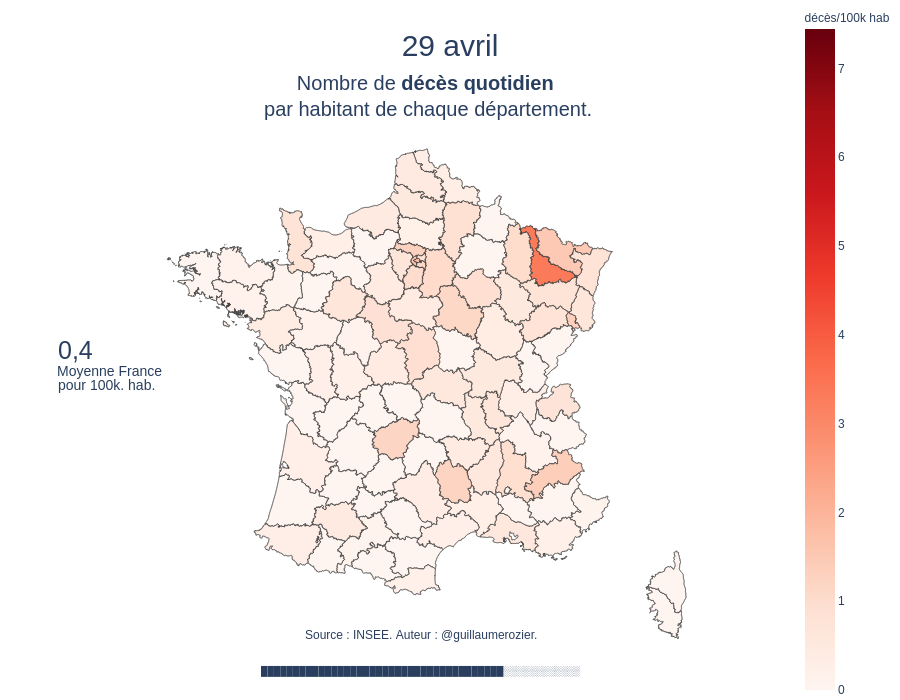 décès/100k hab
29 avril
Nombre de décès quotidien
par habitant de chaque département.
7
6
5
4
3
2
1
0
0,4
Moyenne France
pour 100k. hab.
Source : INSEE. Auteur : @guillaumerozier.